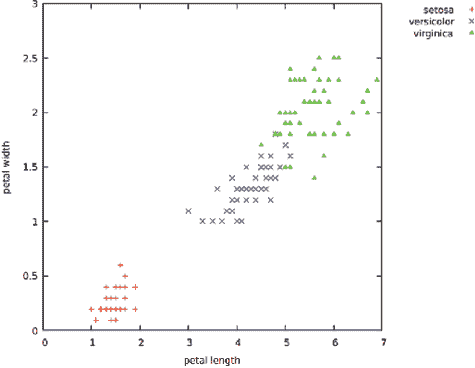 3
setosa
versicolor
virginica
2.5
2
petal width
1.5
1
0.5
0
0 1 2 3 4 5 6 7
petal length